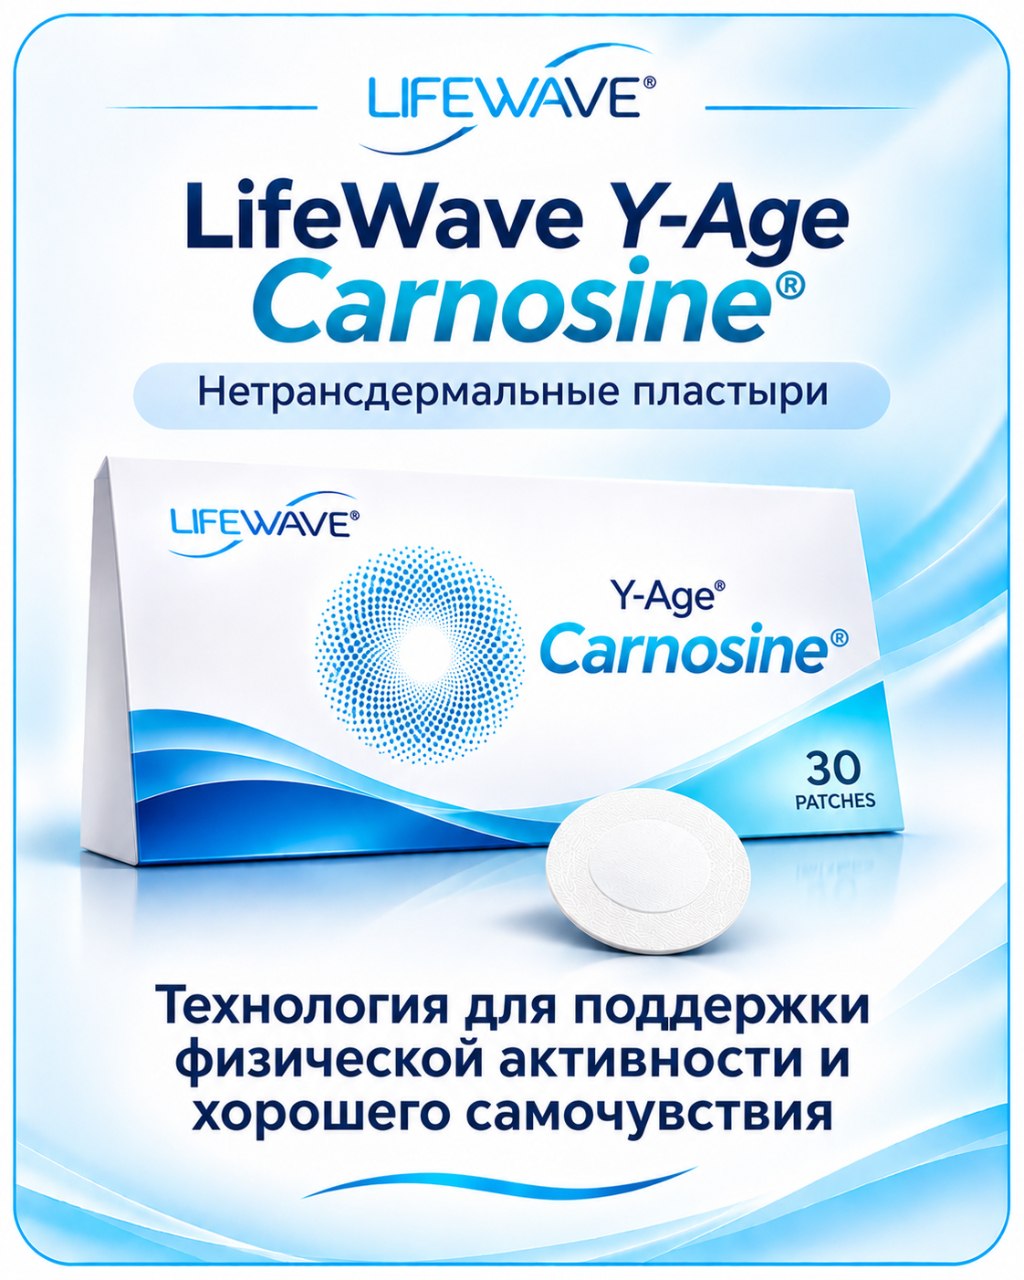 LIFEWAVE®
LifeWave Y-Age
Carnosine®
Нетрансдермальные пластыри
LIFEWAVE®
Y-Age®
Carnosine®
30
PATCHES
Технология для поддержки
физической активности и
хорошего самочувствия